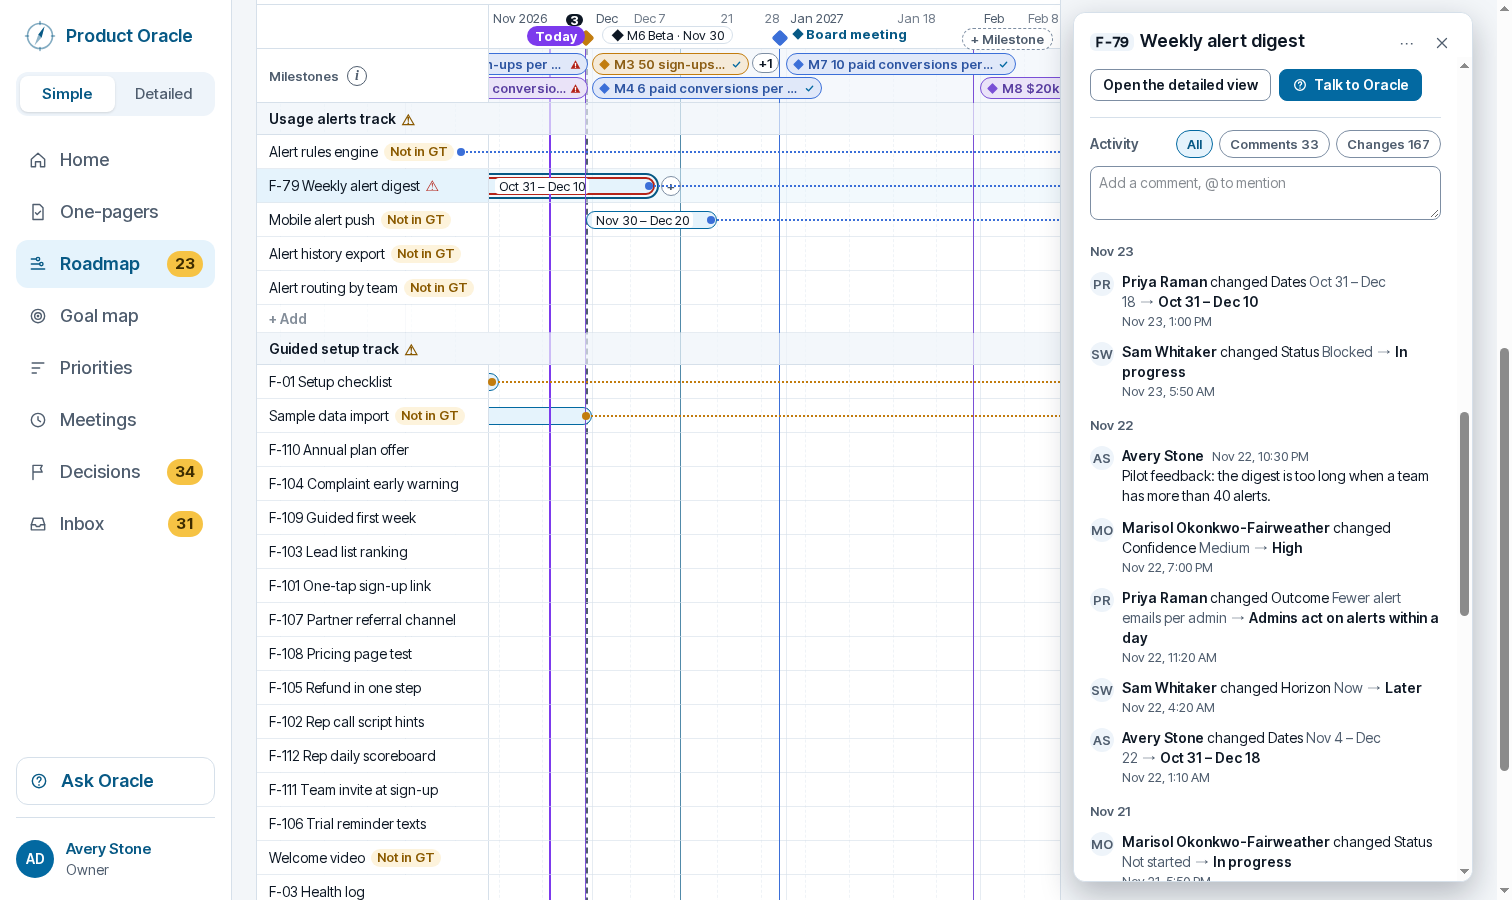 Product Oracle
Simple
Detailed
Home
One-pagers
Roadmap 23
Goal map
Priorities
Meetings
Decisions 34
Inbox 31
Ask Oracle
AD
Avery Stone
Owner
Nov 2026
3
Dec
Dec 7
21
28
Jan 2027
Jan 18
Feb
Feb 8
Today
M6 Beta · Nov 30
Board meeting
+ Milestone
Milestones i
n-ups per ...
M3 50 sign-ups...
+1
M7 10 paid conversions per...
conversio...
M4 6 paid conversions per ...
M8 $20k
Usage alerts track
Alert rules engine Not in GT
F-79 Weekly alert digest
Oct 31 – Dec 10
+
Mobile alert push Not in GT
Nov 30 – Dec 20
Alert history export Not in GT
Alert routing by team Not in GT
+ Add
Guided setup track
F-01 Setup checklist
Sample data import Not in GT
F-110 Annual plan offer
F-104 Complaint early warning
F-109 Guided first week
F-103 Lead list ranking
F-101 One-tap sign-up link
F-107 Partner referral channel
F-108 Pricing page test
F-105 Refund in one step
F-102 Rep call script hints
F-112 Rep daily scoreboard
F-111 Team invite at sign-up
F-106 Trial reminder texts
Welcome video Not in GT
F-03 Health log
F-79 Weekly alert digest
Open the detailed view
Talk to Oracle
Activity
All
Comments 33
Changes 167
Add a comment, @ to mention
Nov 23
PR
Priya Raman changed Dates Oct 31 – Dec
18 → Oct 31 – Dec 10
Nov 23, 1:00 PM
SW
Sam Whitaker changed Status Blocked → In
progress
Nov 23, 5:50 AM
Nov 22
AS
Avery Stone Nov 22, 10:30 PM
Pilot feedback: the digest is too long when a team
has more than 40 alerts.
MO
Marisol Okonkwo-Fairweather changed
Confidence Medium → High
Nov 22, 7:00 PM
PR
Priya Raman changed Outcome Fewer alert
emails per admin → Admins act on alerts within a
day
Nov 22, 11:20 AM
SW
Sam Whitaker changed Horizon Now → Later
Nov 22, 4:20 AM
AS
Avery Stone changed Dates Nov 4 – Dec
22 → Oct 31 – Dec 18
Nov 22, 1:10 AM
Nov 21
MO
Marisol Okonkwo-Fairweather changed Status
Not started → In progress
Nov 21, 5:50 PM